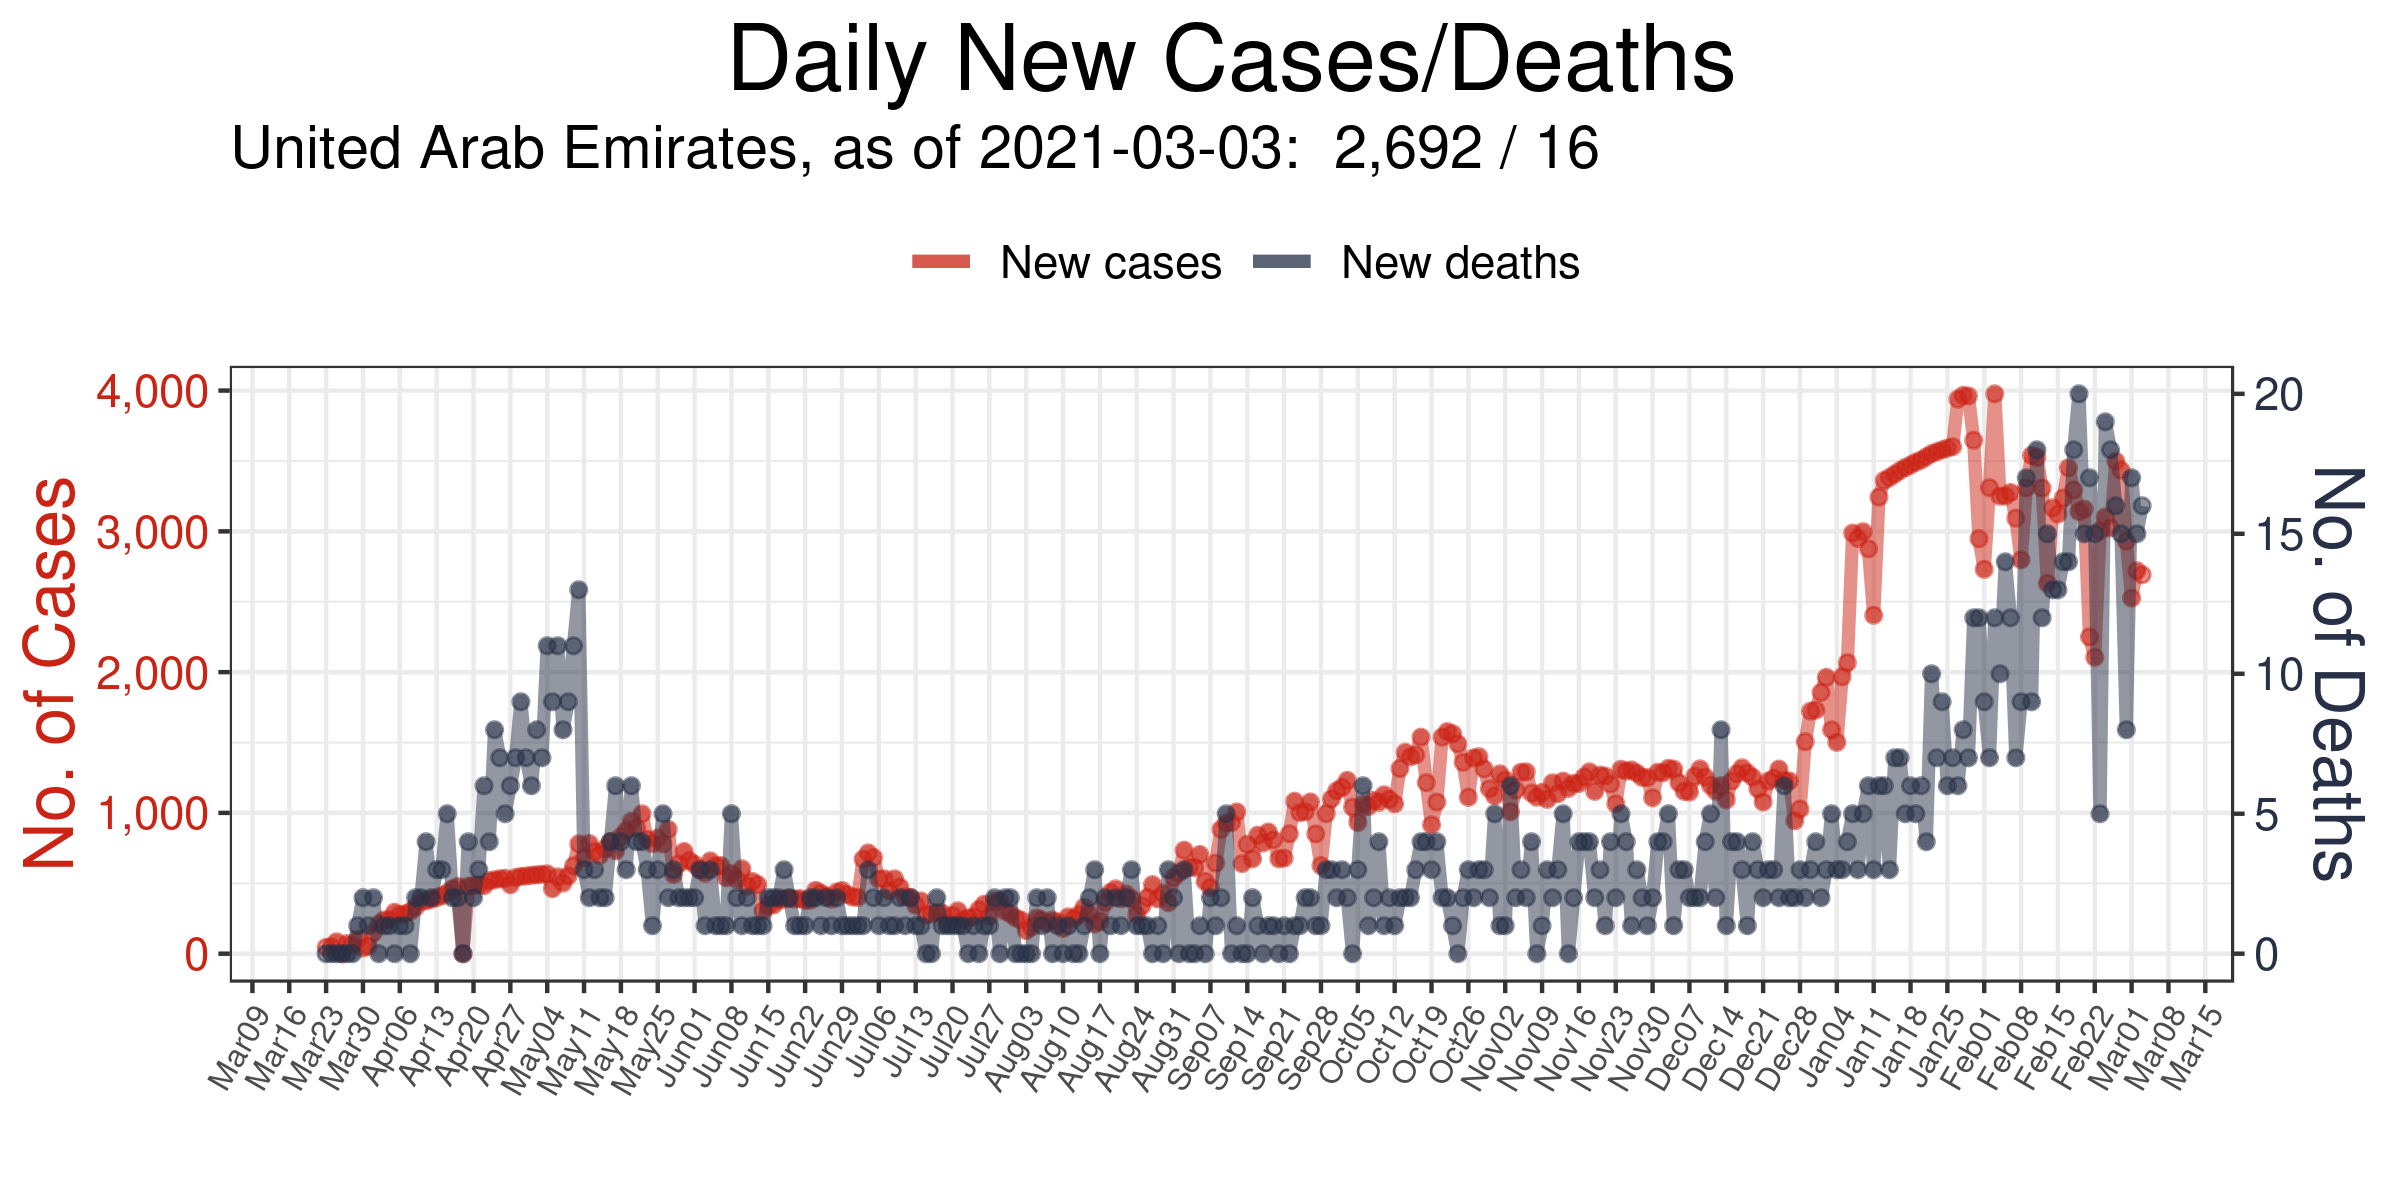 Daily New Cases/Deaths
United Arab Emirates, as of 2021-03-03:  2,692 / 16
New cases New deaths
No. of Cases
4,000
3,000
2,000
1,000
0
20
15
10
5
0
No. of Deaths
Mar09 Mar16 Mar23 Mar30 Apr06 Apr13 Apr20 Apr27 May04 May11 May18 May25 Jun01 Jun08 Jun15 Jun22 Jun29 Jul06 Jul13 Jul20 Jul27 Aug03 Aug10 Aug17 Aug24 Aug31 Sep07 Sep14 Sep21 Sep28 Oct05 Oct12 Oct19 Oct26 Nov02 Nov09 Nov16 Nov23 Nov30 Dec07 Dec14 Dec21 Dec28 Dec04 Jan11 Jan18 Jan25 Feb01 Feb08 Feb15 Feb22 Mar01 Mar08 Mar15